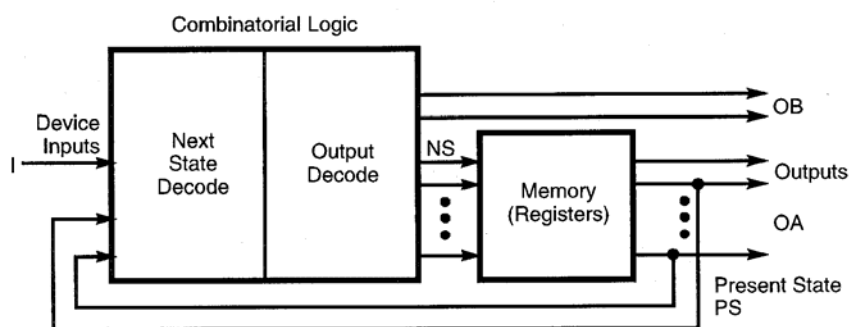 Combinatorial Logic
Device
Inputs
I
Next
State
Decode
Output
Decode
NS
Memory
(Registers)
OB
Outputs
OA
Present State
PS